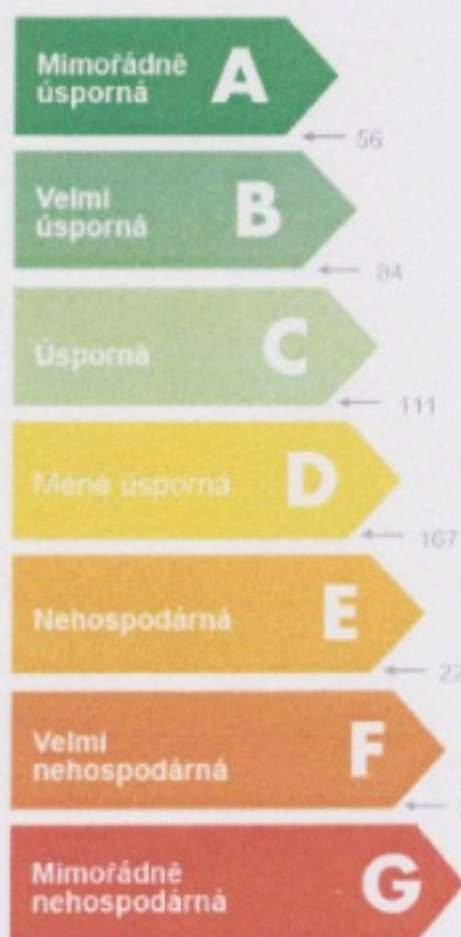 Mimořádně
úsporná
A
56
Velmi
úsporná
B
84
Úsporná
C
111
Méně úsporná
D
167
Nehospodárná
E
Velmi
nehospodárná
F
Mimořádně
nehospodárná
G